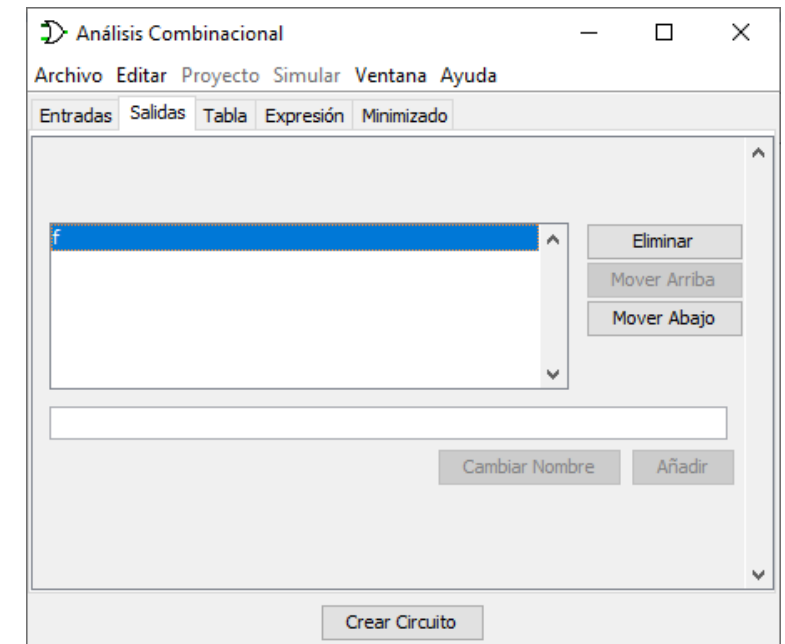 Análisis Combinacional
Archivo Editar Proyecto Simular Ventana Ayuda
Entradas Salidas Tabla Expresión Minimizado
f
Eliminar
Mover Arriba
Mover Abajo
Cambiar Nombre Añadir
Crear Circuito